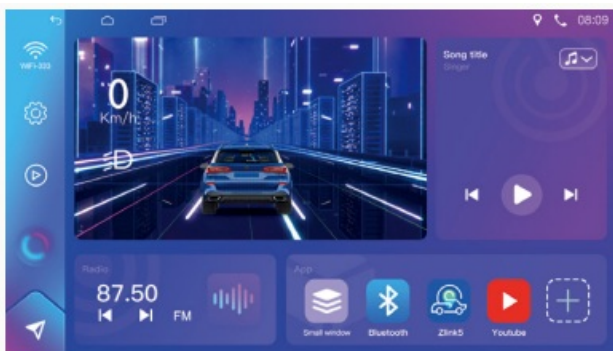 08:09
WiFi-333
0
Km/h
Song title
Singer
Radio
87.50
FM
App
Small window
Bluetooth
Zlink5
Youtube